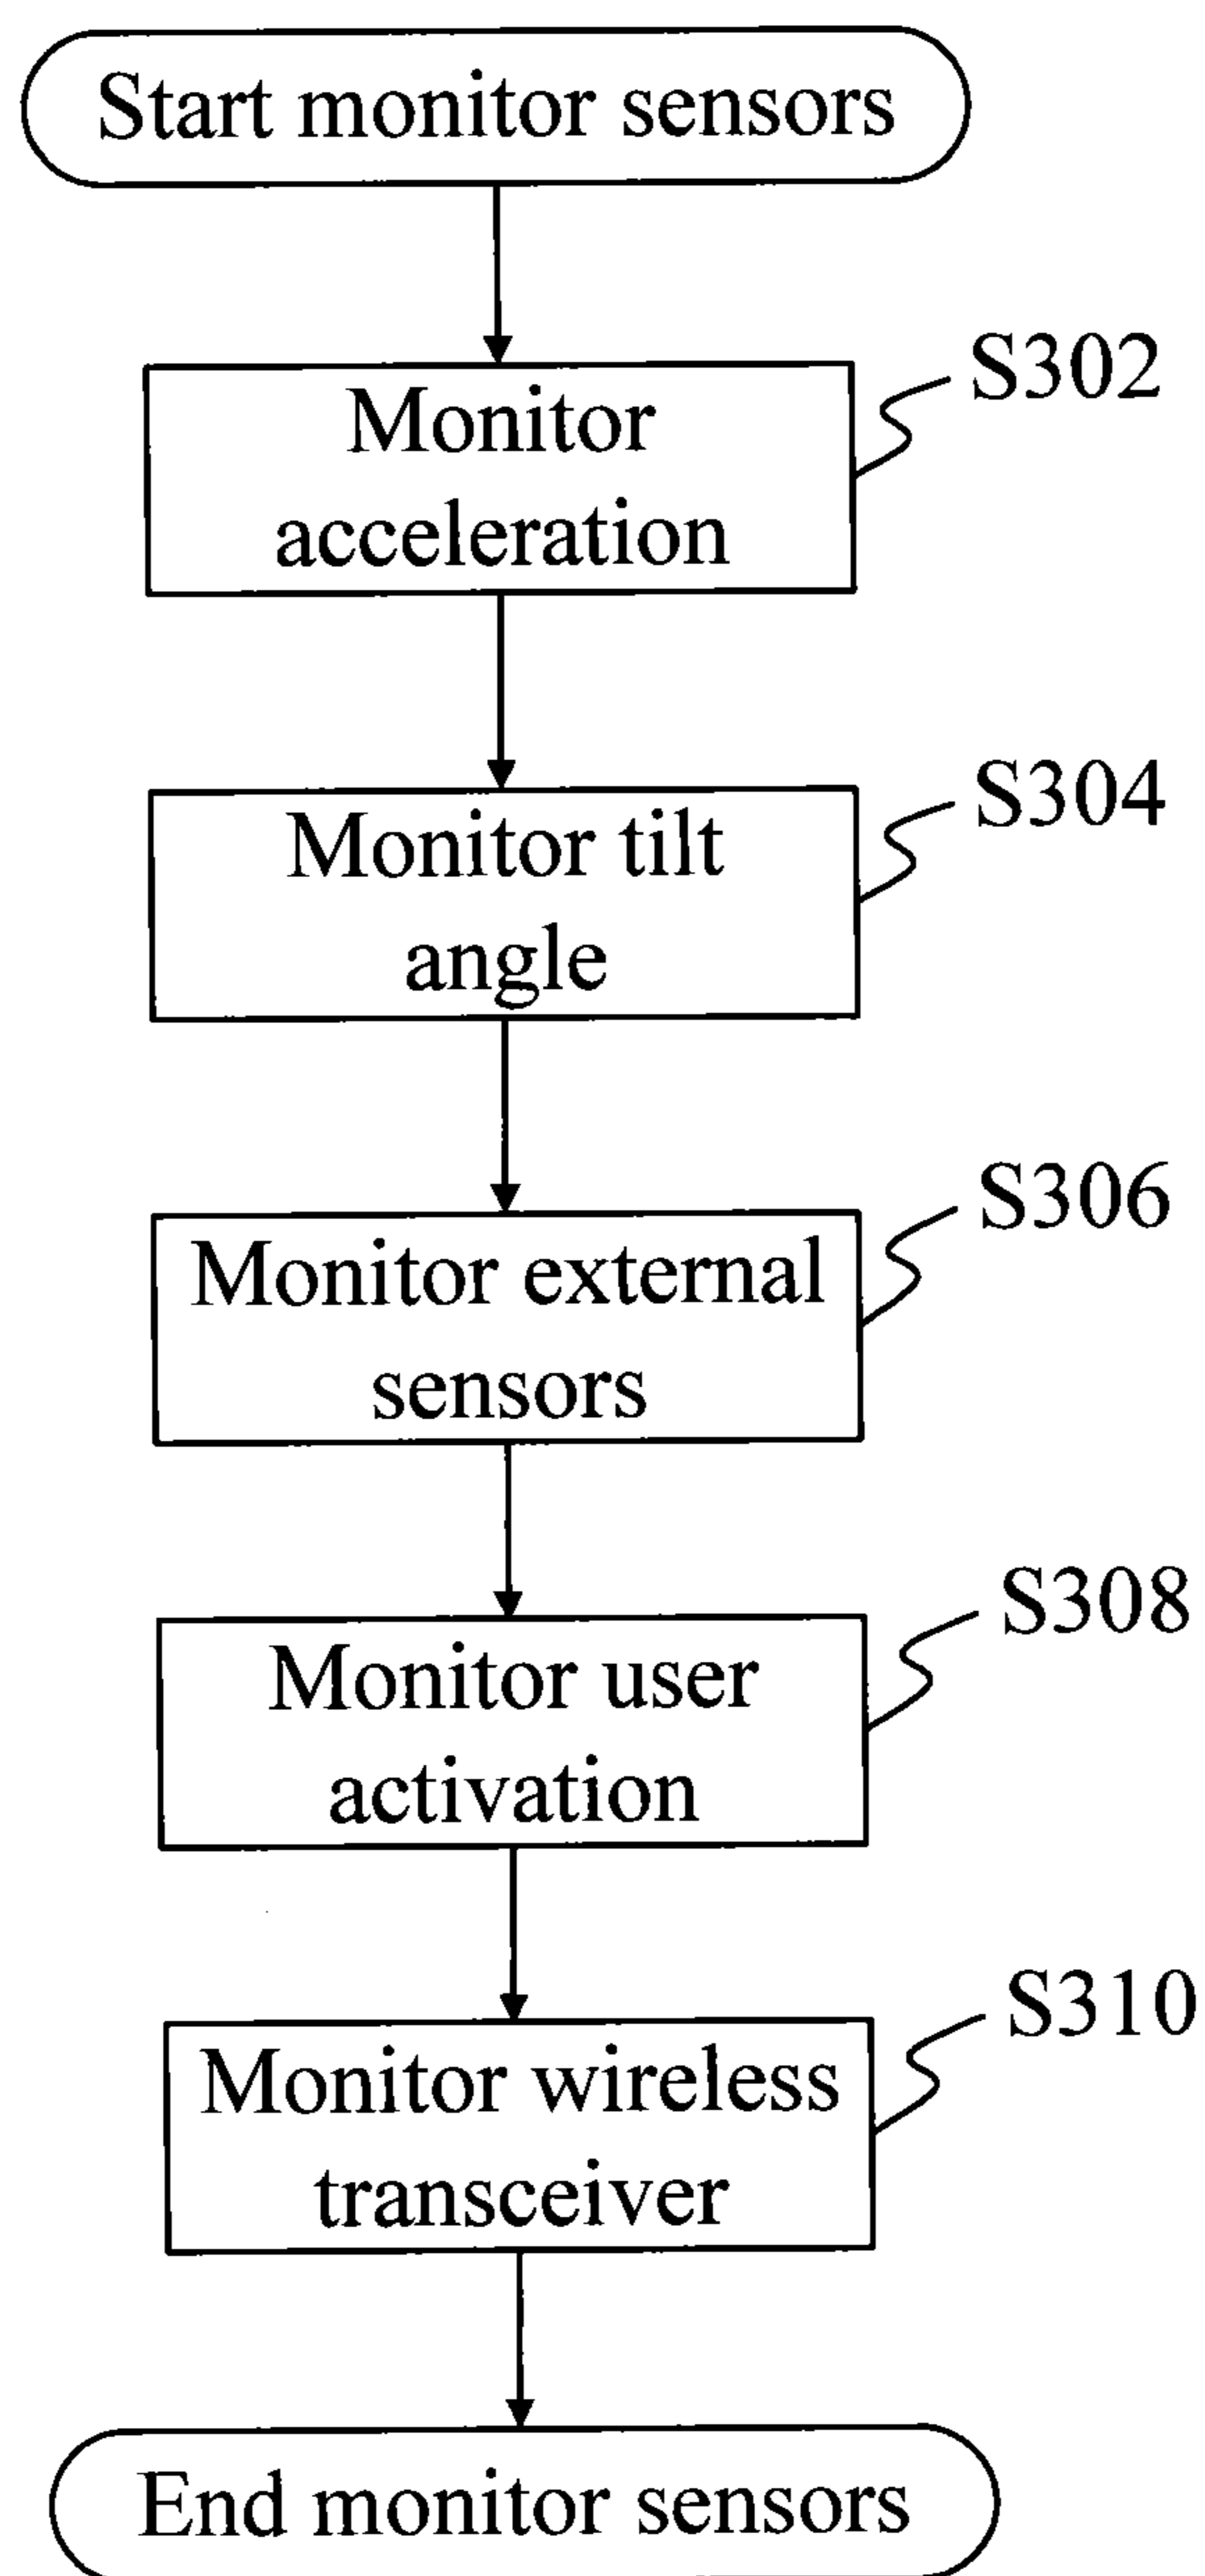 Start monitor sensors
S302
Monitor
acceleration
S304
Monitor tilt
angle
S306
Monitor external
sensors
S308
Monitor user
activation
S310
Monitor wireless
transceiver
End monitor sensors